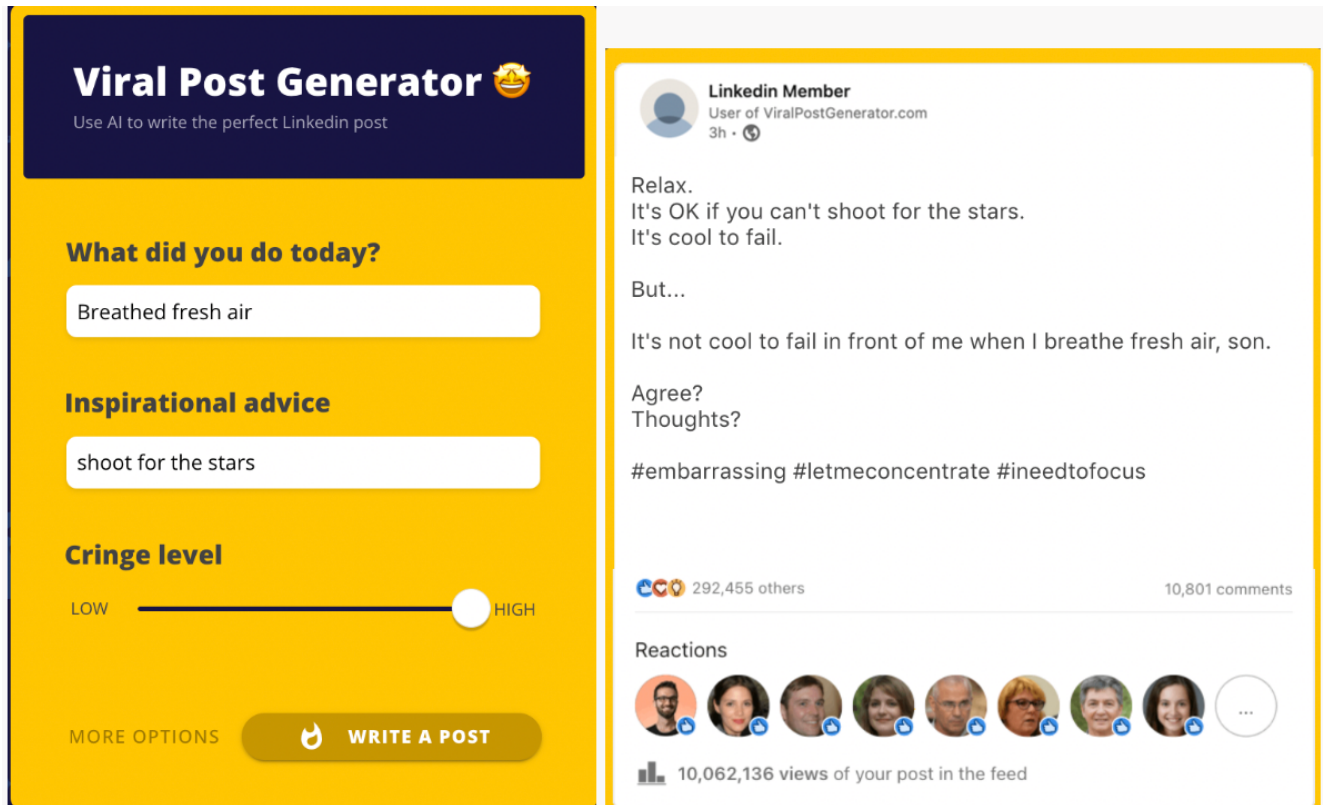 Viral Post Generator 🤩
Use AI to write the perfect Linkedin post
What did you do today?
Breathed fresh air
Inspirational advice
shoot for the stars
Cringe level
LOW
HIGH
MORE OPTIONS
WRITE A POST
Linkedin Member
User of ViralPostGenerator.com
3h ·
Relax.
It's OK if you can't shoot for the stars.
It's cool to fail.
But...
It's not cool to fail in front of me when I breathe fresh air, son.
Agree?
Thoughts?
#embarrassing #letmeconcentrate #ineedtofocus
292,455 others
10,801 comments
Reactions
...
10,062,136 views of your post in the feed